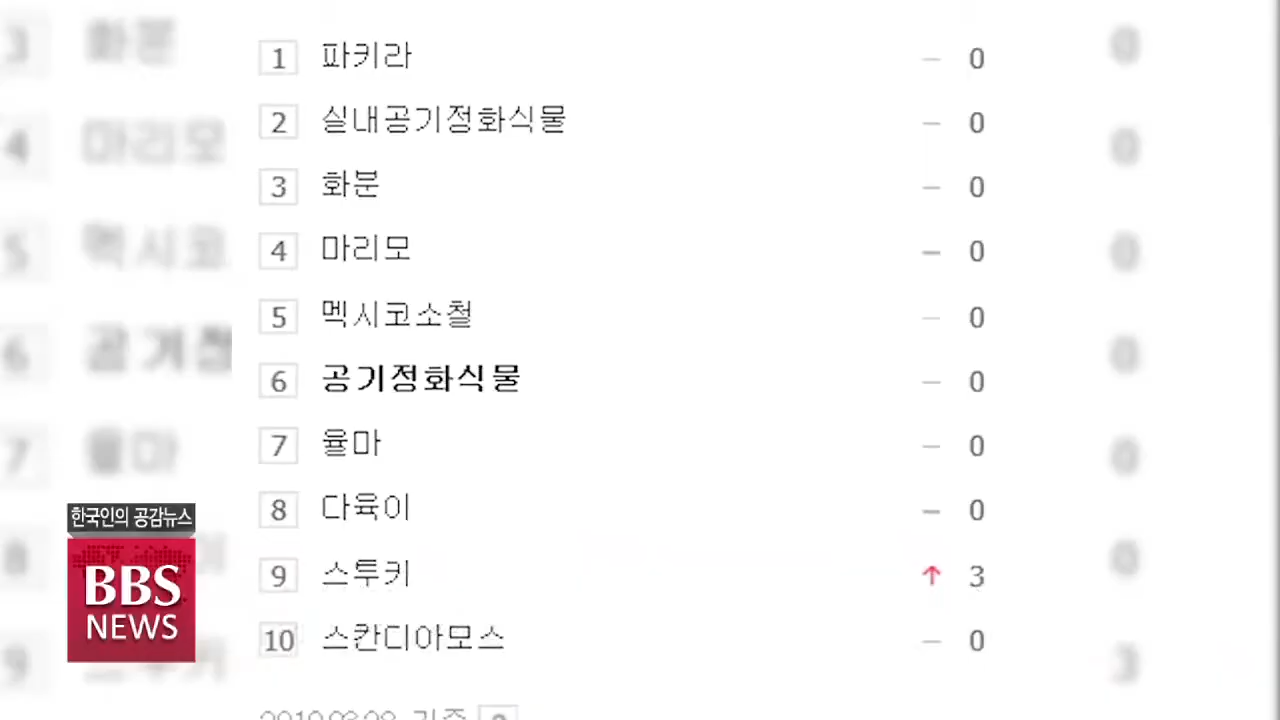 1 파키라 – 0
2 실내공기정화식물 – 0
3 화분 – 0
4 마리모 – 0
5 멕시코소철 – 0
6 공기정화식물 – 0
7 율마 – 0
8 다육이 – 0
9 스투키 ↑ 3
10 스칸디아모스 – 0
한국인의 공감뉴스
BBS
NEWS